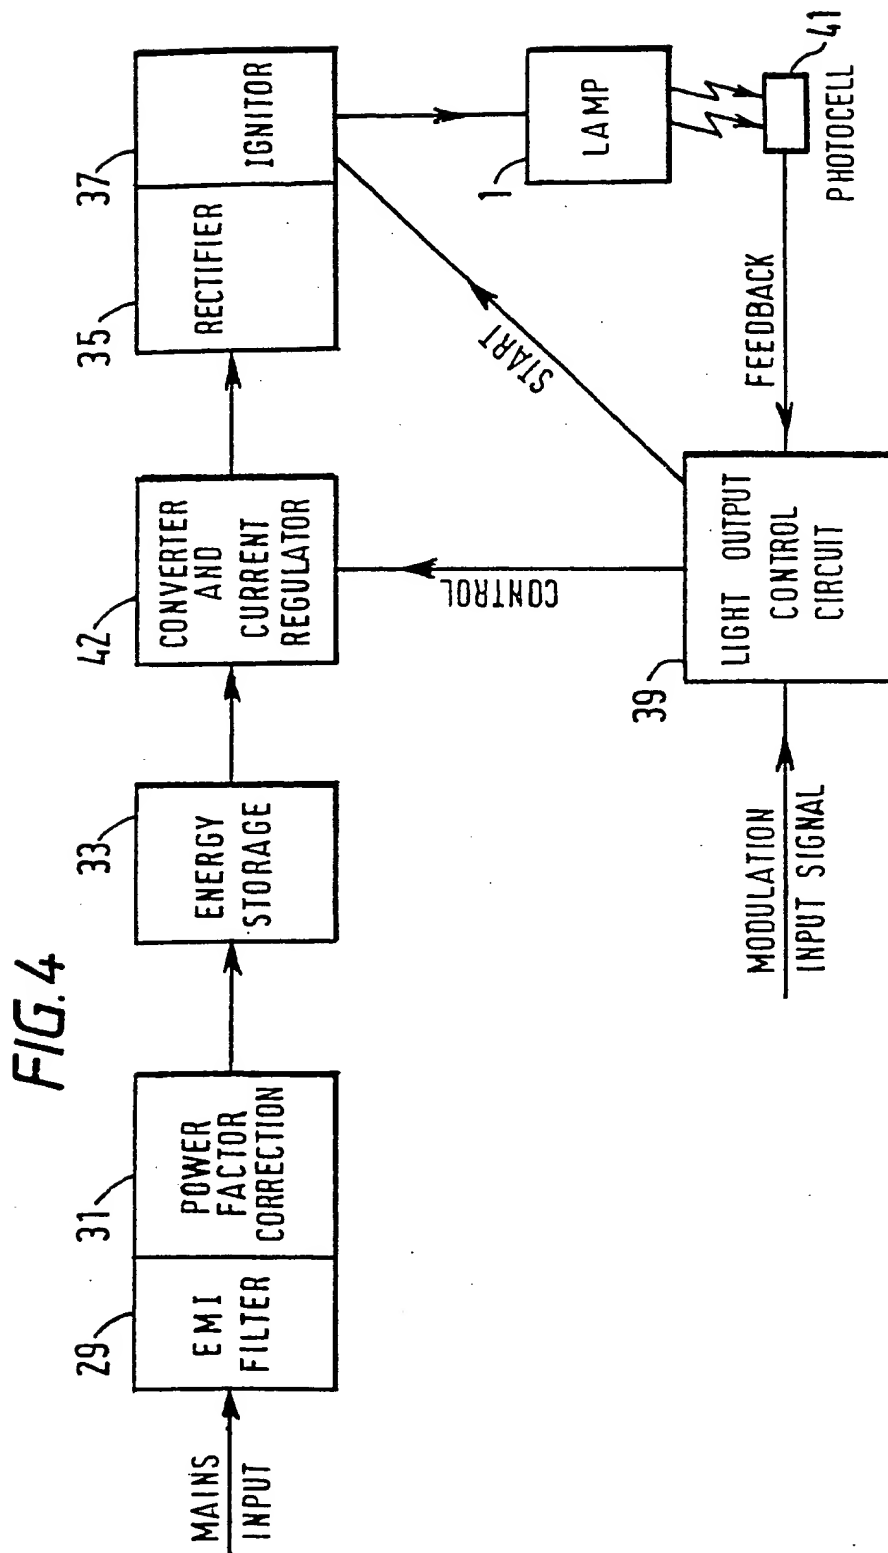 FIG. 4
MAINS
INPUT
29
EMI
FILTER
31
POWER
FACTOR
CORRECTION
33
ENERGY
STORAGE
42
CONVERTER
AND
CURRENT
REGULATOR
35
RECTIFIER
37
IGNITOR
CONTROL
START
1
LAMP
41
PHOTOCELL
FEEDBACK
39
LIGHT OUTPUT
CONTROL
CIRCUIT
MODULATION
INPUT SIGNAL